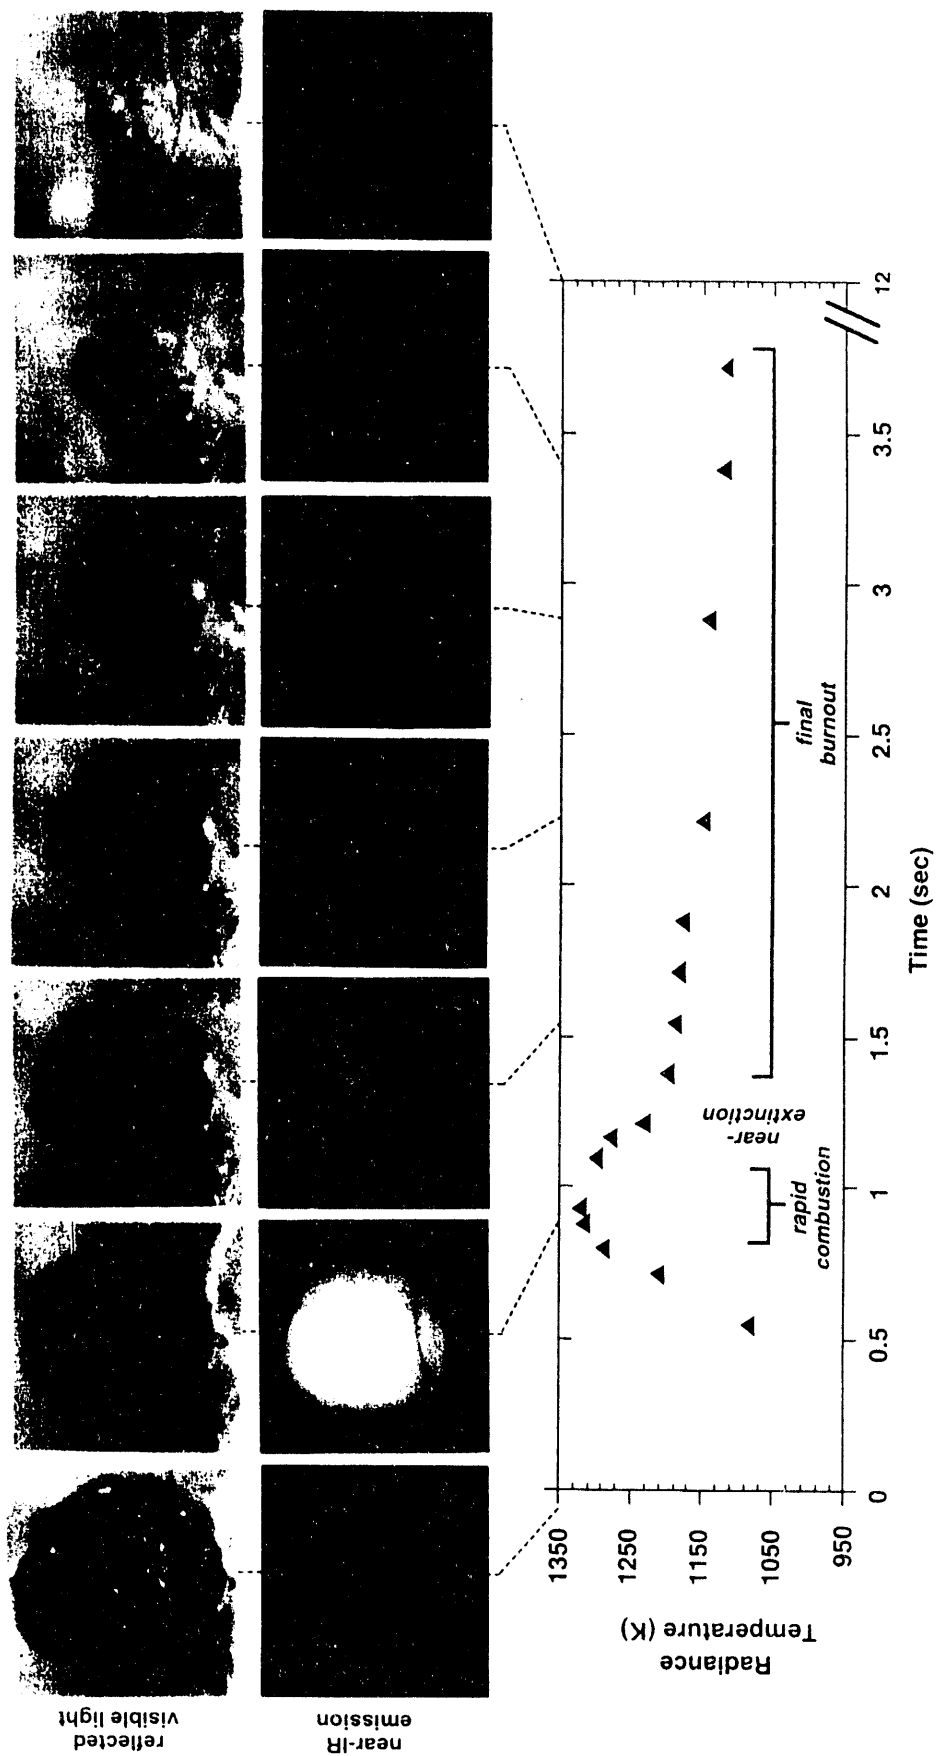 reflected
visible light
near-IR
emission
Radiance
Temperature (K)
1350
1250
1150
1050
950
rapid
combustion
near-
extinction
final
burnout
0
0.5
1
1.5
2
2.5
3
3.5
12
Time (sec)